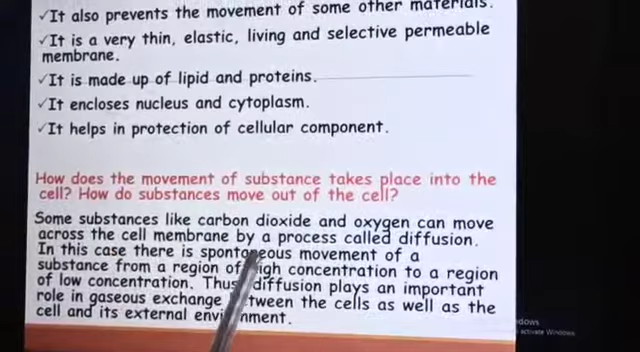 ✓It also prevents the movement of some other materials.
✓It is a very thin, elastic, living and selective permeable
membrane.
✓It is made up of lipid and proteins.
✓It encloses nucleus and cytoplasm.
✓It helps in protection of cellular component.
How does the movement of substance takes place into the
cell? How do substances move out of the cell?
Some substances like carbon dioxide and oxygen can move
across the cell membrane by a process called diffusion.
In this case there is spontaneous movement of a
substance from a region of high concentration to a region
of low concentration. Thus diffusion plays an important
role in gaseous exchange between the cells as well as the
cell and its external environment.
activate Windows